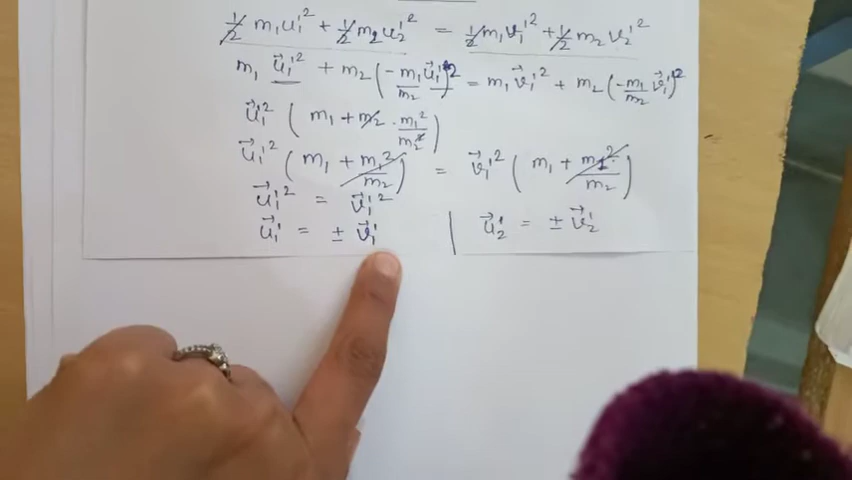 ½ m₁u₁'² + ½ m₂u₂'² = ½ m₁v₁'² + ½ m₂v₂'²
m₁ u⃗₁'² + m₂ (-m₁/m₂ u⃗₁')² = m₁ v⃗₁'² + m₂ (-m₁/m₂ v⃗₁')²
u⃗₁'² (m₁ + m₂ · m₁²/m₂²)
u⃗₁'² (m₁ + m₁²/m₂) = v⃗₁'² (m₁ + m₁²/m₂)
u⃗₁'² = v⃗₁'²
u⃗₁' = ± v⃗₁' | u⃗₂' = ± v⃗₂'